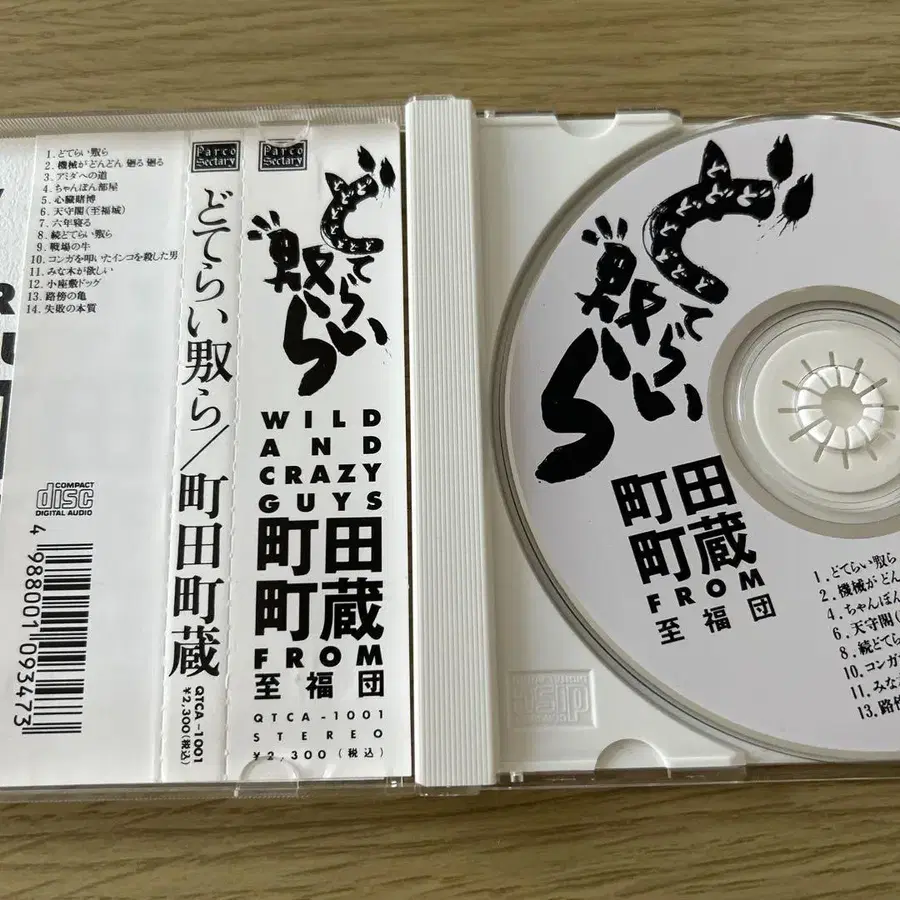 1. どてらい男ら
2. 機械がどんどん 廻る 廻る
3. アミダへの道
4. ちゃんぽん部屋
5. 心臓賭博
6. 天守閣(至福城)
7. 六年寝る
8. 続どてらい男ら
9. 戦場の牛
10. コンガを叩いたインコを殺した男
11. みな木が欲しい
12. 小座敷ドッグ
13. 路傍の亀
14. 失敗の本質
COMPACT
disc
DIGITAL AUDIO
4 988001 093473
Parco
Sectary
どてらい男ら/町田町蔵
QTCA-1001
¥2,300(税込)
Parco
Sectary
どてらい
男ら
WILD
AND
CRAZY
GUYS
町田
町蔵
FROM
至福団
QTCA-1001
STEREO
¥2,300(税込)
どてらい
男ら
町田
町蔵
FROM
至福団
1. どてらい男ら
2. 機械が どん
4. ちゃんぽん
6. 天守閣(
8. 続どてら
10. コンガ
11. みな
13. 路傍